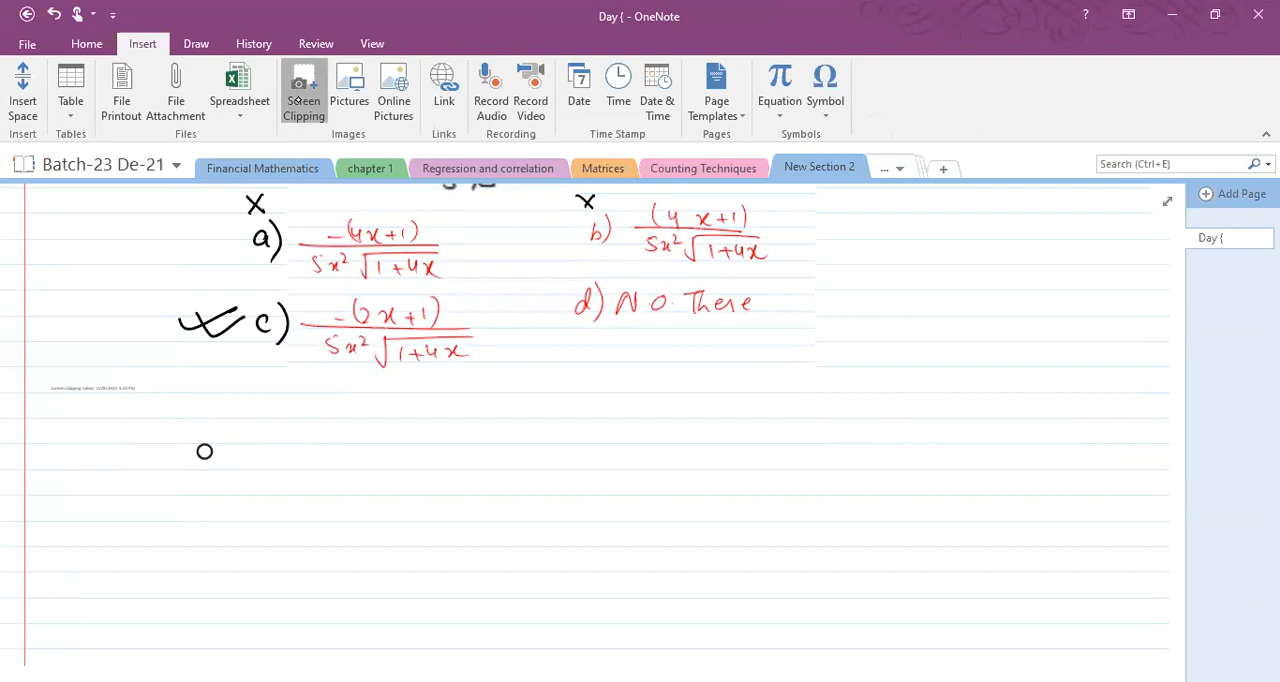 Day { - OneNote
?
File Home Insert Draw History Review View
Insert Space Table File Printout File Attachment Spreadsheet Screen Clipping Pictures Online Pictures Link Record Audio Record Video Date Time Date & Time Page Templates Equation Symbol
Insert Tables Files Images Links Recording Time Stamp Pages Symbols
Batch-23 De-21 Financial Mathematics chapter 1 Regression and correlation Matrices Counting Techniques New Section 2 ... Search (Ctrl+E)
Add Page
Day {
x x
a) -(4x+1) / 5x² √1+4x b) (4x+1) / 5x² √1+4x
c) -(2x+1) / 5x² √1+4x d) N.O. There